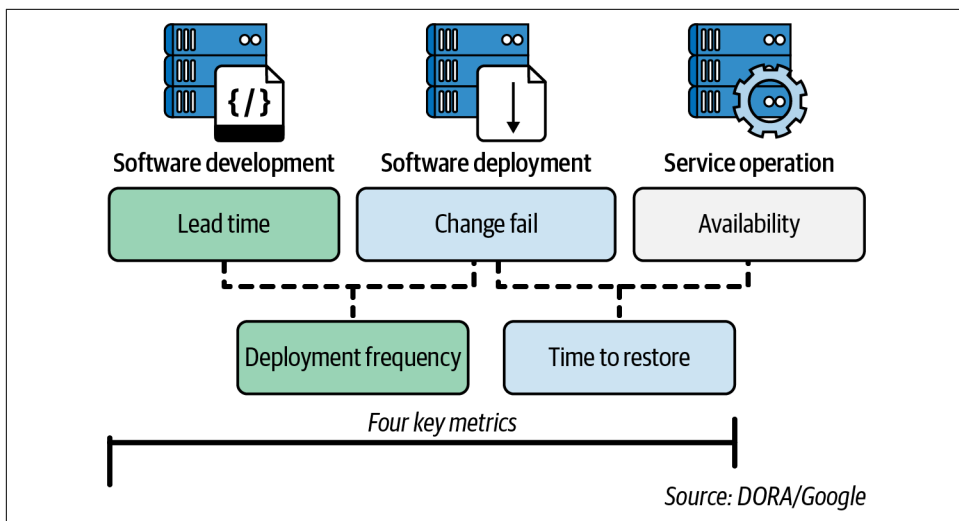 {/}
Software development
Software deployment
Service operation
Lead time
Change fail
Availability
Deployment frequency
Time to restore
Four key metrics
Source: DORA/Google